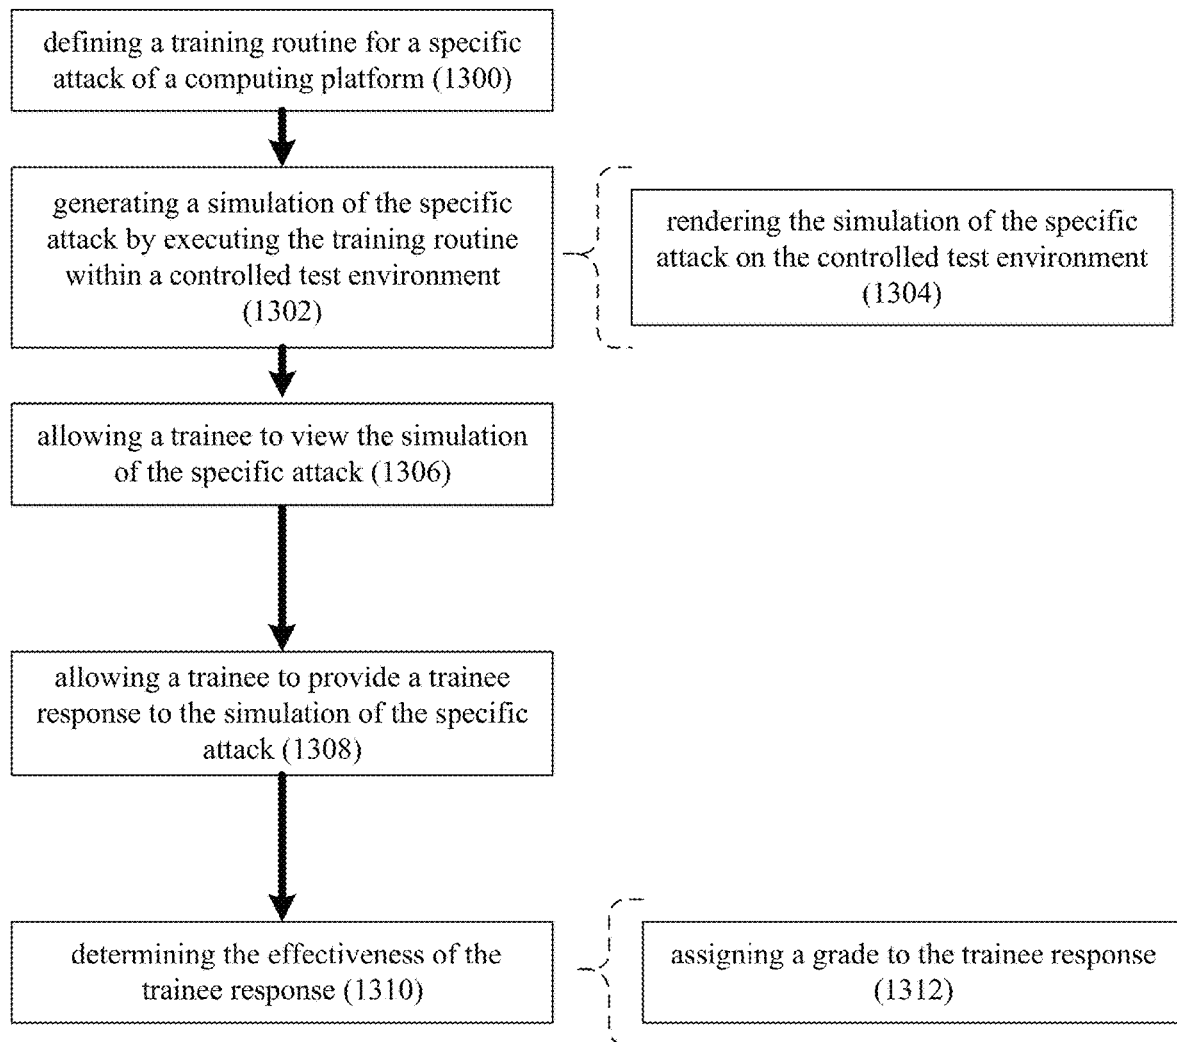 defining a training routine for a specific
attack of a computing platform (1300)
generating a simulation of the specific
attack by executing the training routine
within a controlled test environment
(1302)
rendering the simulation of the specific
attack on the controlled test environment
(1304)
allowing a trainee to view the simulation
of the specific attack (1306)
allowing a trainee to provide a trainee
response to the simulation of the specific
attack (1308)
determining the effectiveness of the
trainee response (1310)
assigning a grade to the trainee response
(1312)